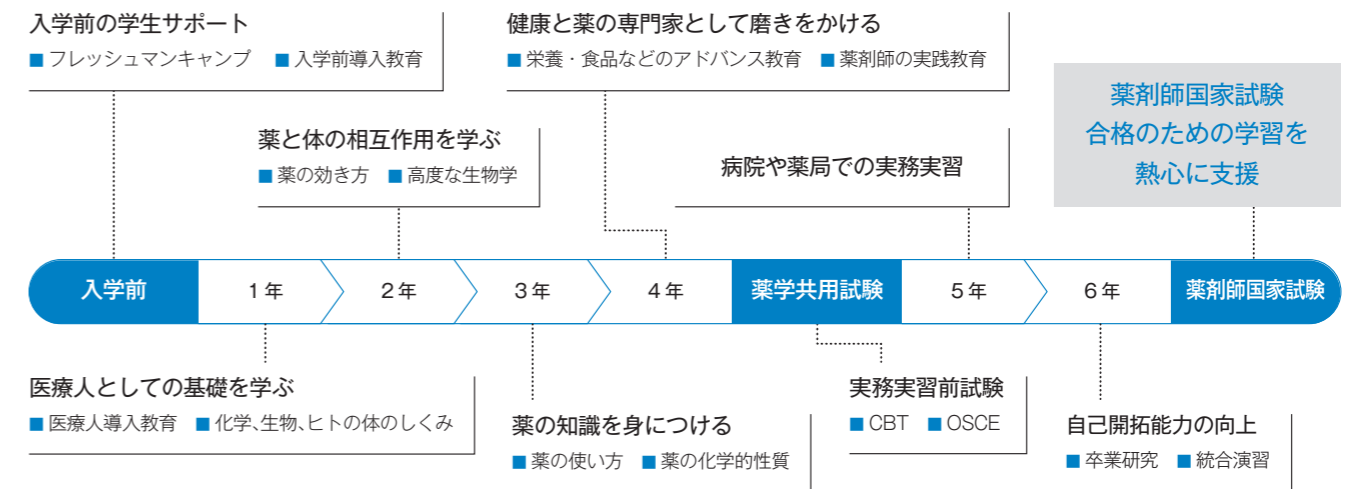 入学前の学生サポート
■ フレッシュマンキャンプ ■ 入学前導入教育
健康と薬の専門家として磨きをかける
■ 栄養・食品などのアドバンス教育 ■ 薬剤師の実践教育
薬剤師国家試験
合格のための学習を
熱心に支援
薬と体の相互作用を学ぶ
■ 薬の効き方 ■ 高度な生物学
病院や薬局での実務実習
入学前 1年 2年 3年 4年 薬学共用試験 5年 6年 薬剤師国家試験
医療人としての基礎を学ぶ
■ 医療人導入教育 ■ 化学、生物、ヒトの体のしくみ
薬の知識を身につける
■ 薬の使い方 ■ 薬の化学的性質
実務実習前試験
■ CBT ■ OSCE
自己開拓能力の向上
■ 卒業研究 ■ 統合演習